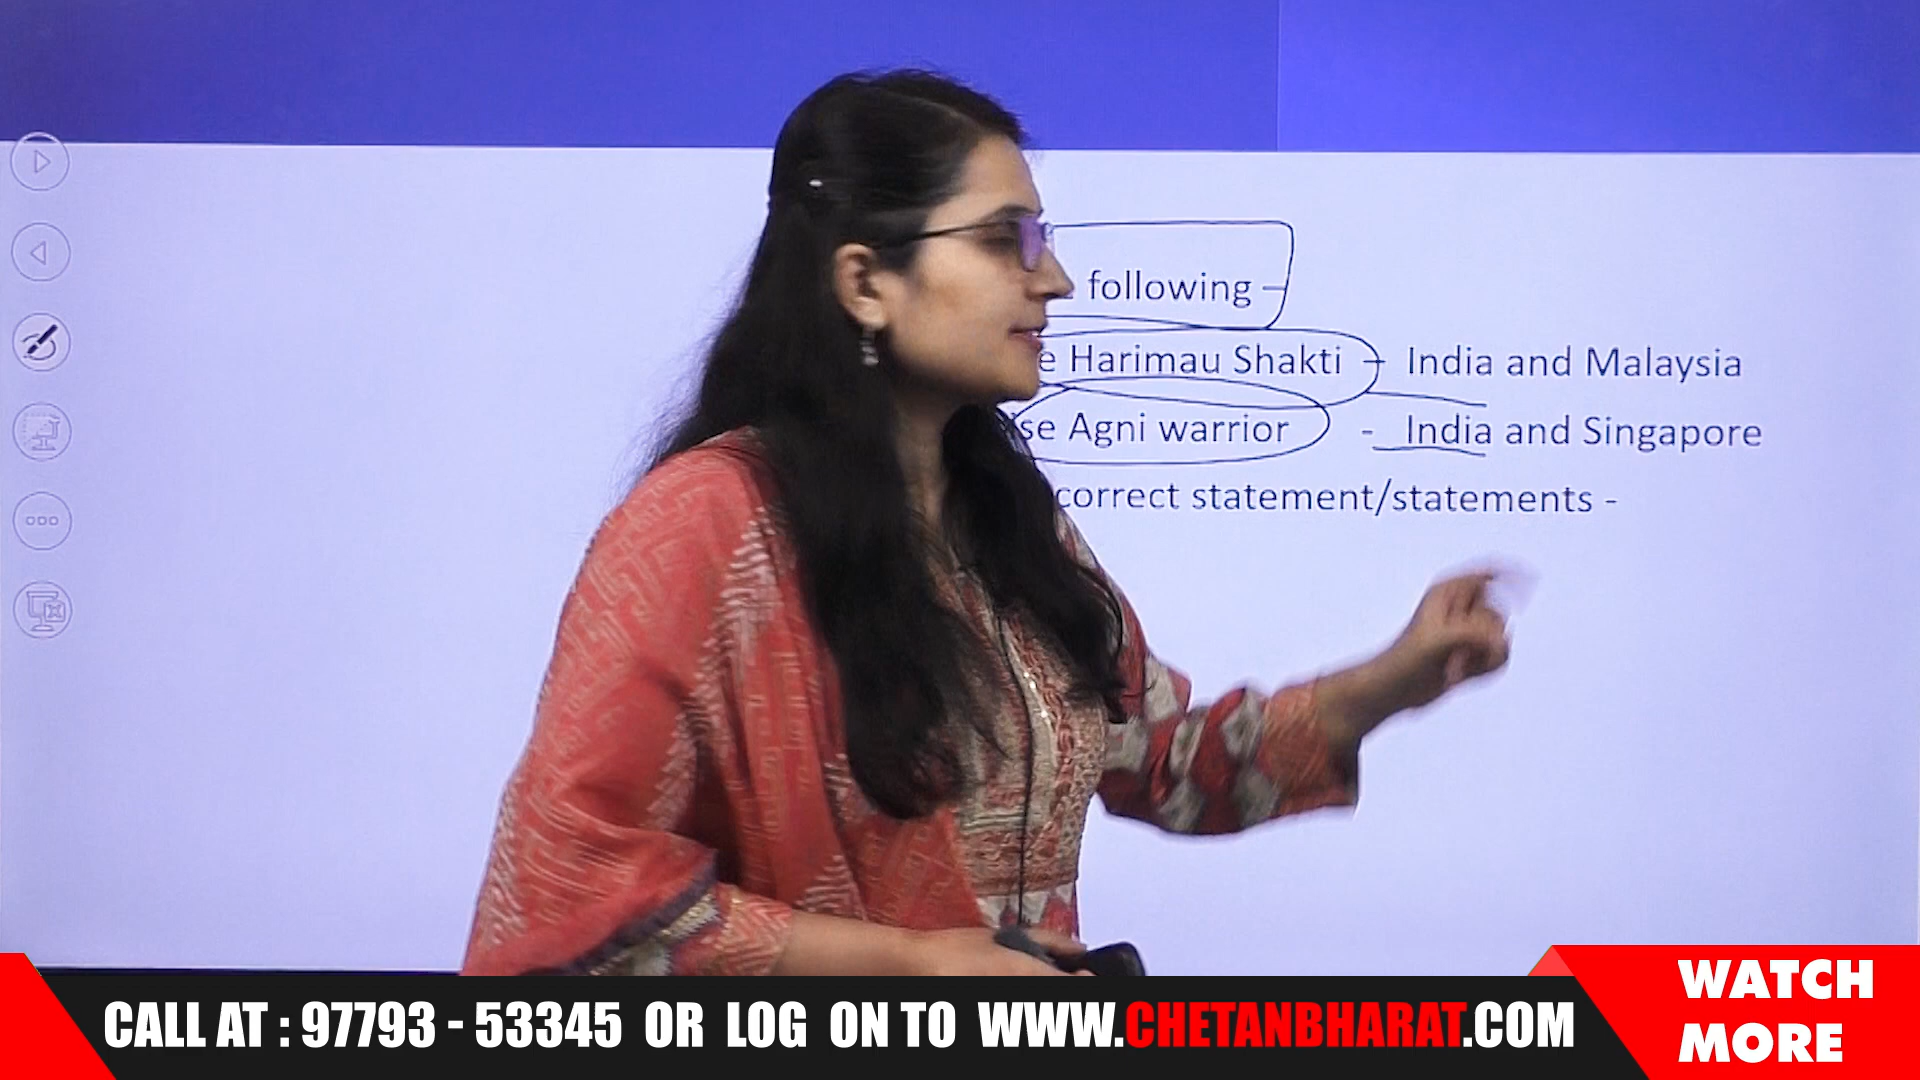 following -
Harimau Shakti - India and Malaysia
Agni warrior - India and Singapore
correct statement/statements -
CALL AT : 97793 - 53345 OR LOG ON TO WWW.CHETANBHARAT.COM
WATCH
MORE